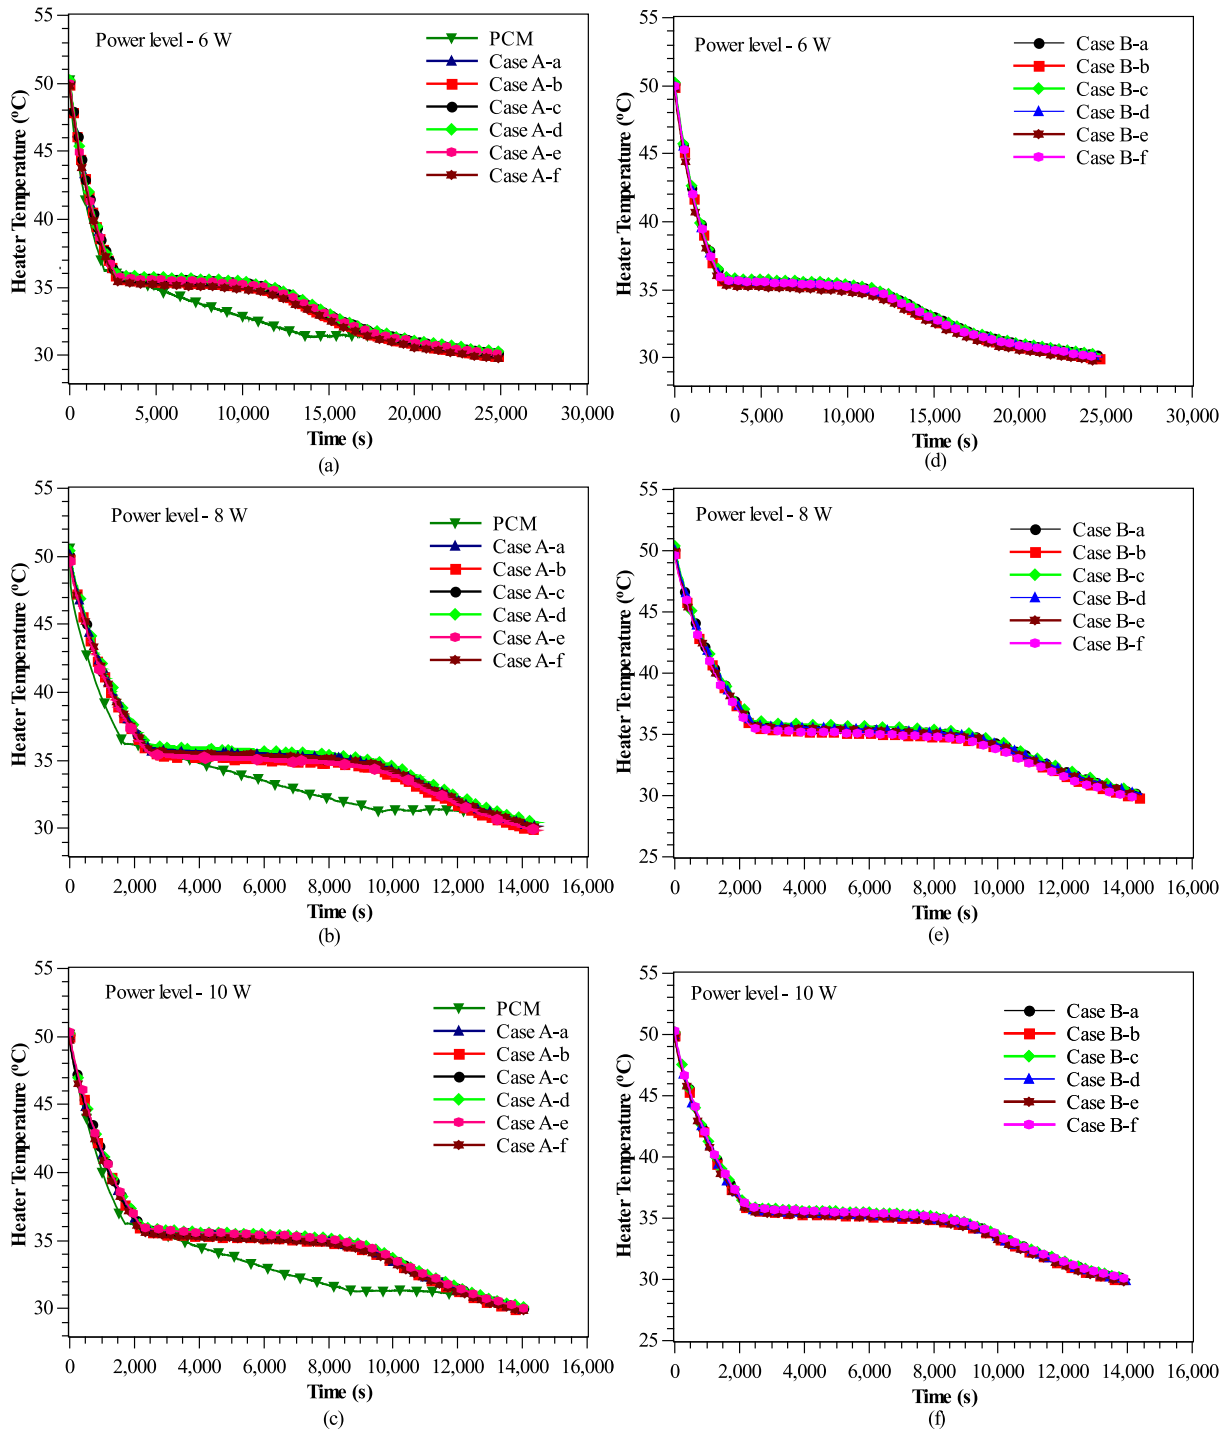 Power level - 6 W
PCM
Case A-a
Case A-b
Case A-c
Case A-d
Case A-e
Case A-f
Heater Temperature (ºC)
55
50
45
40
35
30
0
5,000
10,000
15,000
20,000
25,000
30,000
Time (s)
(a)
Power level - 6 W
Case B-a
Case B-b
Case B-c
Case B-d
Case B-e
Case B-f
Heater Temperature (ºC)
55
50
45
40
35
30
0
5,000
10,000
15,000
20,000
25,000
30,000
Time (s)
(d)
Power level - 8 W
PCM
Case A-a
Case A-b
Case A-c
Case A-d
Case A-e
Case A-f
Heater Temperature (ºC)
55
50
45
40
35
30
0
2,000
4,000
6,000
8,000
10,000
12,000
14,000
16,000
Time (s)
(b)
Power level - 8 W
Case B-a
Case B-b
Case B-c
Case B-d
Case B-e
Case B-f
Heater Temperature (ºC)
55
50
45
40
35
30
25
0
2,000
4,000
6,000
8,000
10,000
12,000
14,000
16,000
Time (s)
(e)
Power level - 10 W
PCM
Case A-a
Case A-b
Case A-c
Case A-d
Case A-e
Case A-f
Heater Temperature (ºC)
55
50
45
40
35
30
0
2,000
4,000
6,000
8,000
10,000
12,000
14,000
16,000
Time (s)
(c)
Power level - 10 W
Case B-a
Case B-b
Case B-c
Case B-d
Case B-e
Case B-f
Heater Temperature (ºC)
55
50
45
40
35
30
25
0
2,000
4,000
6,000
8,000
10,000
12,000
14,000
16,000
Time (s)
(f)